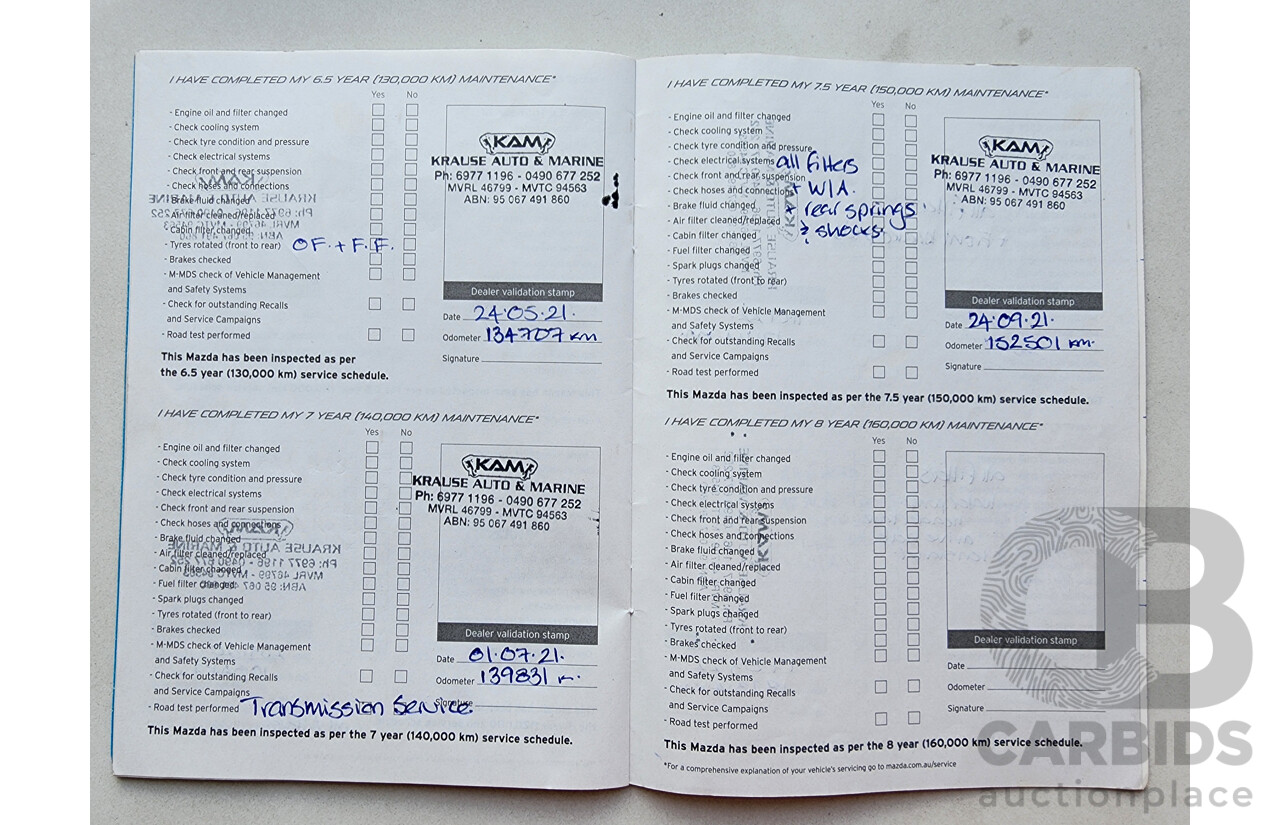 I HAVE COMPLETED MY 6.5 YEAR (130,000 KM) MAINTENANCE*
Yes No
- Engine oil and filter changed
- Check cooling system
- Check tyre condition and pressure
- Check electrical systems
- Check front and rear suspension
- Check hoses and connections
- Brake fluid changed
- Air filter cleaned/replaced
- Cabin filter changed
- Tyres rotated (front to rear) OF. + F.F.
- Brakes checked
- M-MDS check of Vehicle Management
and Safety Systems
- Check for outstanding Recalls
and Service Campaigns
- Road test performed
KAM
KRAUSE AUTO & MARINE
Ph: 6977 1196 - 0490 677 252
MVRL 46799 - MVTC 94563
ABN: 95 067 491 860
Dealer validation stamp
Date 24.05.21.
Odometer 134707 km
Signature
This Mazda has been inspected as per
the 6.5 year (130,000 km) service schedule.
I HAVE COMPLETED MY 7 YEAR (140,000 KM) MAINTENANCE*
Yes No
- Engine oil and filter changed
- Check cooling system
- Check tyre condition and pressure
- Check electrical systems
- Check front and rear suspension
- Check hoses and connections
- Brake fluid changed
- Air filter cleaned/replaced
- Cabin filter changed
- Fuel filter changed
- Spark plugs changed
- Tyres rotated (front to rear)
- Brakes checked
- M-MDS check of Vehicle Management
and Safety Systems
- Check for outstanding Recalls
and Service Campaigns
- Road test performed Transmission Service.
KAM
KRAUSE AUTO & MARINE
Ph: 6977 1196 - 0490 677 252
MVRL 46799 - MVTC 94563
ABN: 95 067 491 860
Dealer validation stamp
Date 01.07.21.
Odometer 139831
Signature
This Mazda has been inspected as per the 7 year (140,000 km) service schedule.
I HAVE COMPLETED MY 7.5 YEAR (150,000 KM) MAINTENANCE*
Yes No
- Engine oil and filter changed
- Check cooling system
- Check tyre condition and pressure
- Check electrical systems all filters
- Check front and rear suspension
- Check hoses and connections + W/A.
- Brake fluid changed + rear springs
- Air filter cleaned/replaced & shocks.
- Cabin filter changed
- Fuel filter changed
- Spark plugs changed
- Tyres rotated (front to rear)
- Brakes checked
- M-MDS check of Vehicle Management
and Safety Systems
- Check for outstanding Recalls
and Service Campaigns
- Road test performed
KAM
KRAUSE AUTO & MARINE
Ph: 6977 1196 - 0490 677 252
MVRL 46799 - MVTC 94563
ABN: 95 067 491 860
Dealer validation stamp
Date 24.09.21.
Odometer 152501 km.
Signature
This Mazda has been inspected as per the 7.5 year (150,000 km) service schedule.
I HAVE COMPLETED MY 8 YEAR (160,000 KM) MAINTENANCE*
Yes No
- Engine oil and filter changed
- Check cooling system
- Check tyre condition and pressure
- Check electrical systems
- Check front and rear suspension
- Check hoses and connections
- Brake fluid changed
- Air filter cleaned/replaced
- Cabin filter changed
- Fuel filter changed
- Spark plugs changed
- Tyres rotated (front to rear)
- Brakes checked
- M-MDS check of Vehicle Management
and Safety Systems
- Check for outstanding Recalls
and Service Campaigns
- Road test performed
Dealer validation stamp
Date
Odometer
Signature
This Mazda has been inspected as per the 8 year (160,000 km) service schedule.
*For a comprehensive explanation of your vehicle's servicing go to mazda.com.au/service
CB
CARBIDS
auctionplace